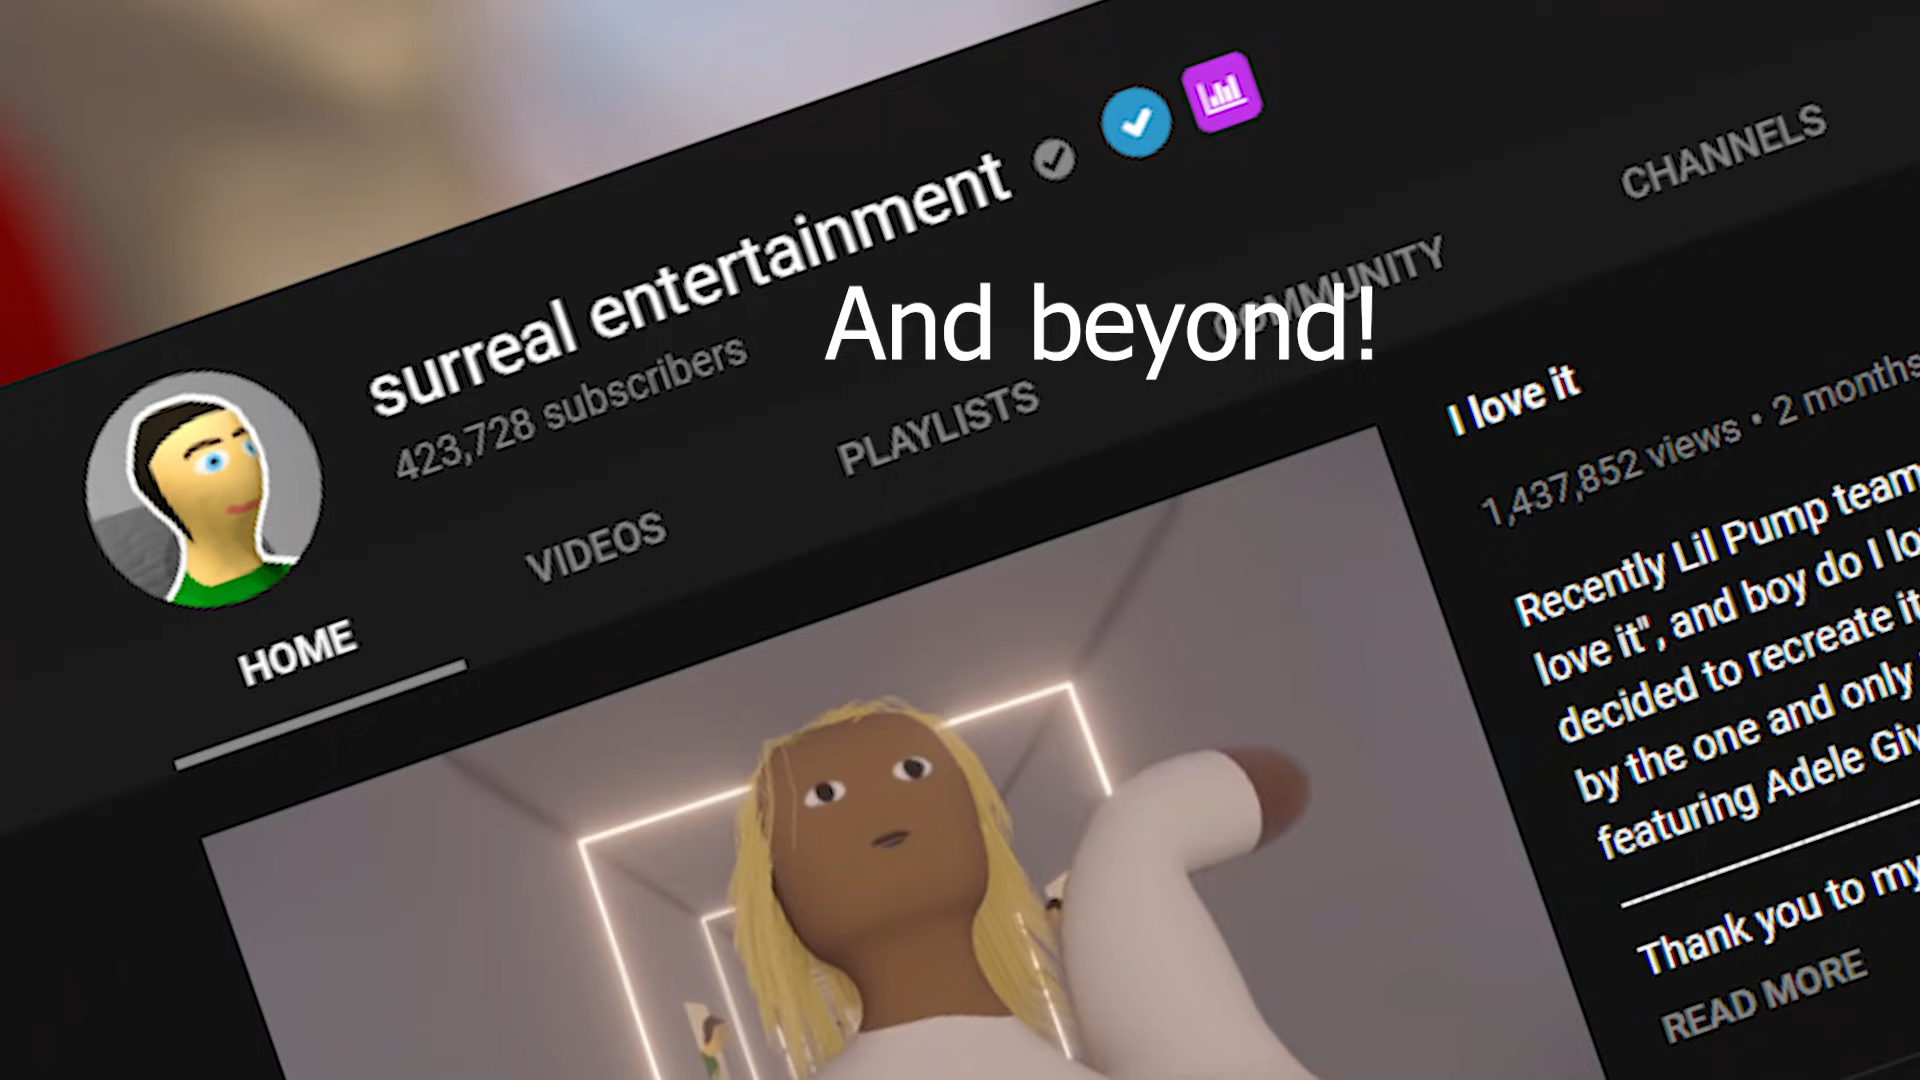 surreal entertainment
423,728 subscribers
And beyond!
HOME
VIDEOS
PLAYLISTS
COMMUNITY
CHANNELS
I love it
1,437,852 views • 2 months
Recently Lil Pump team
love it", and boy do I lo
decided to recreate it
by the one and only
featuring Adele Giv
Thank you to my
READ MORE